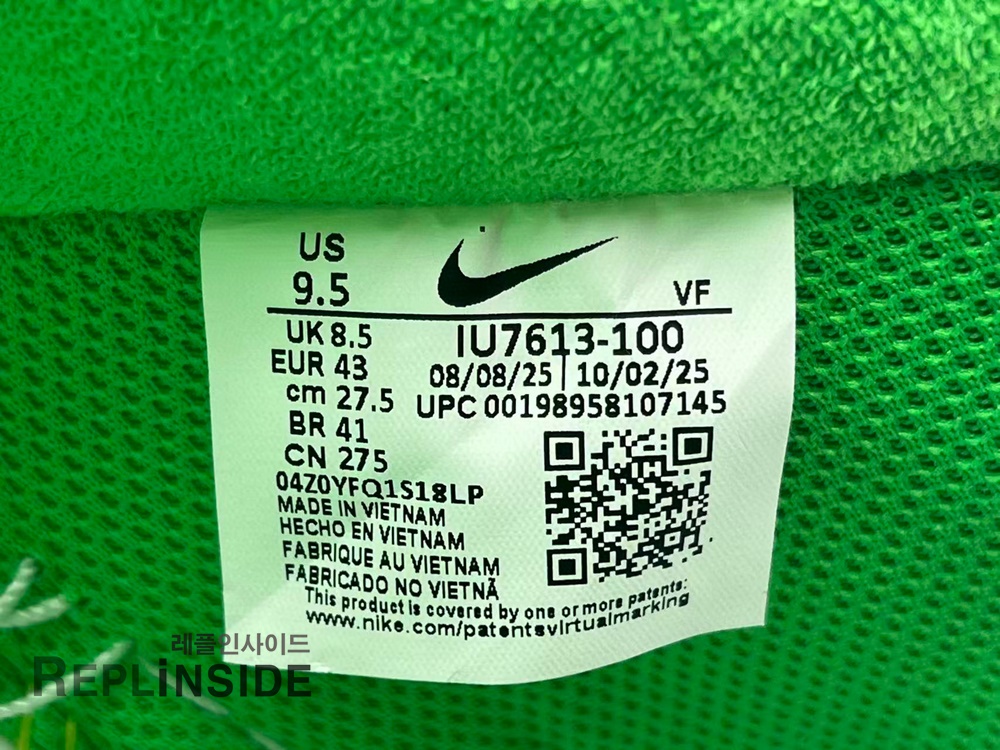 US
9.5
VF
UK 8.5
EUR 43
cm 27.5
BR 41
CN 275
IU7613-100
08/08/25 | 10/02/25
UPC 00198958107145
04Z0YFQ1S18LP
MADE IN VIETNAM
HECHO EN VIETNAM
FABRIQUE AU VIETNAM
FABRICADO NO VIETNÃ
This product is covered by one or more patents:
www.nike.com/patentsvirtualmarking
레플인사이드
REPLINSIDE